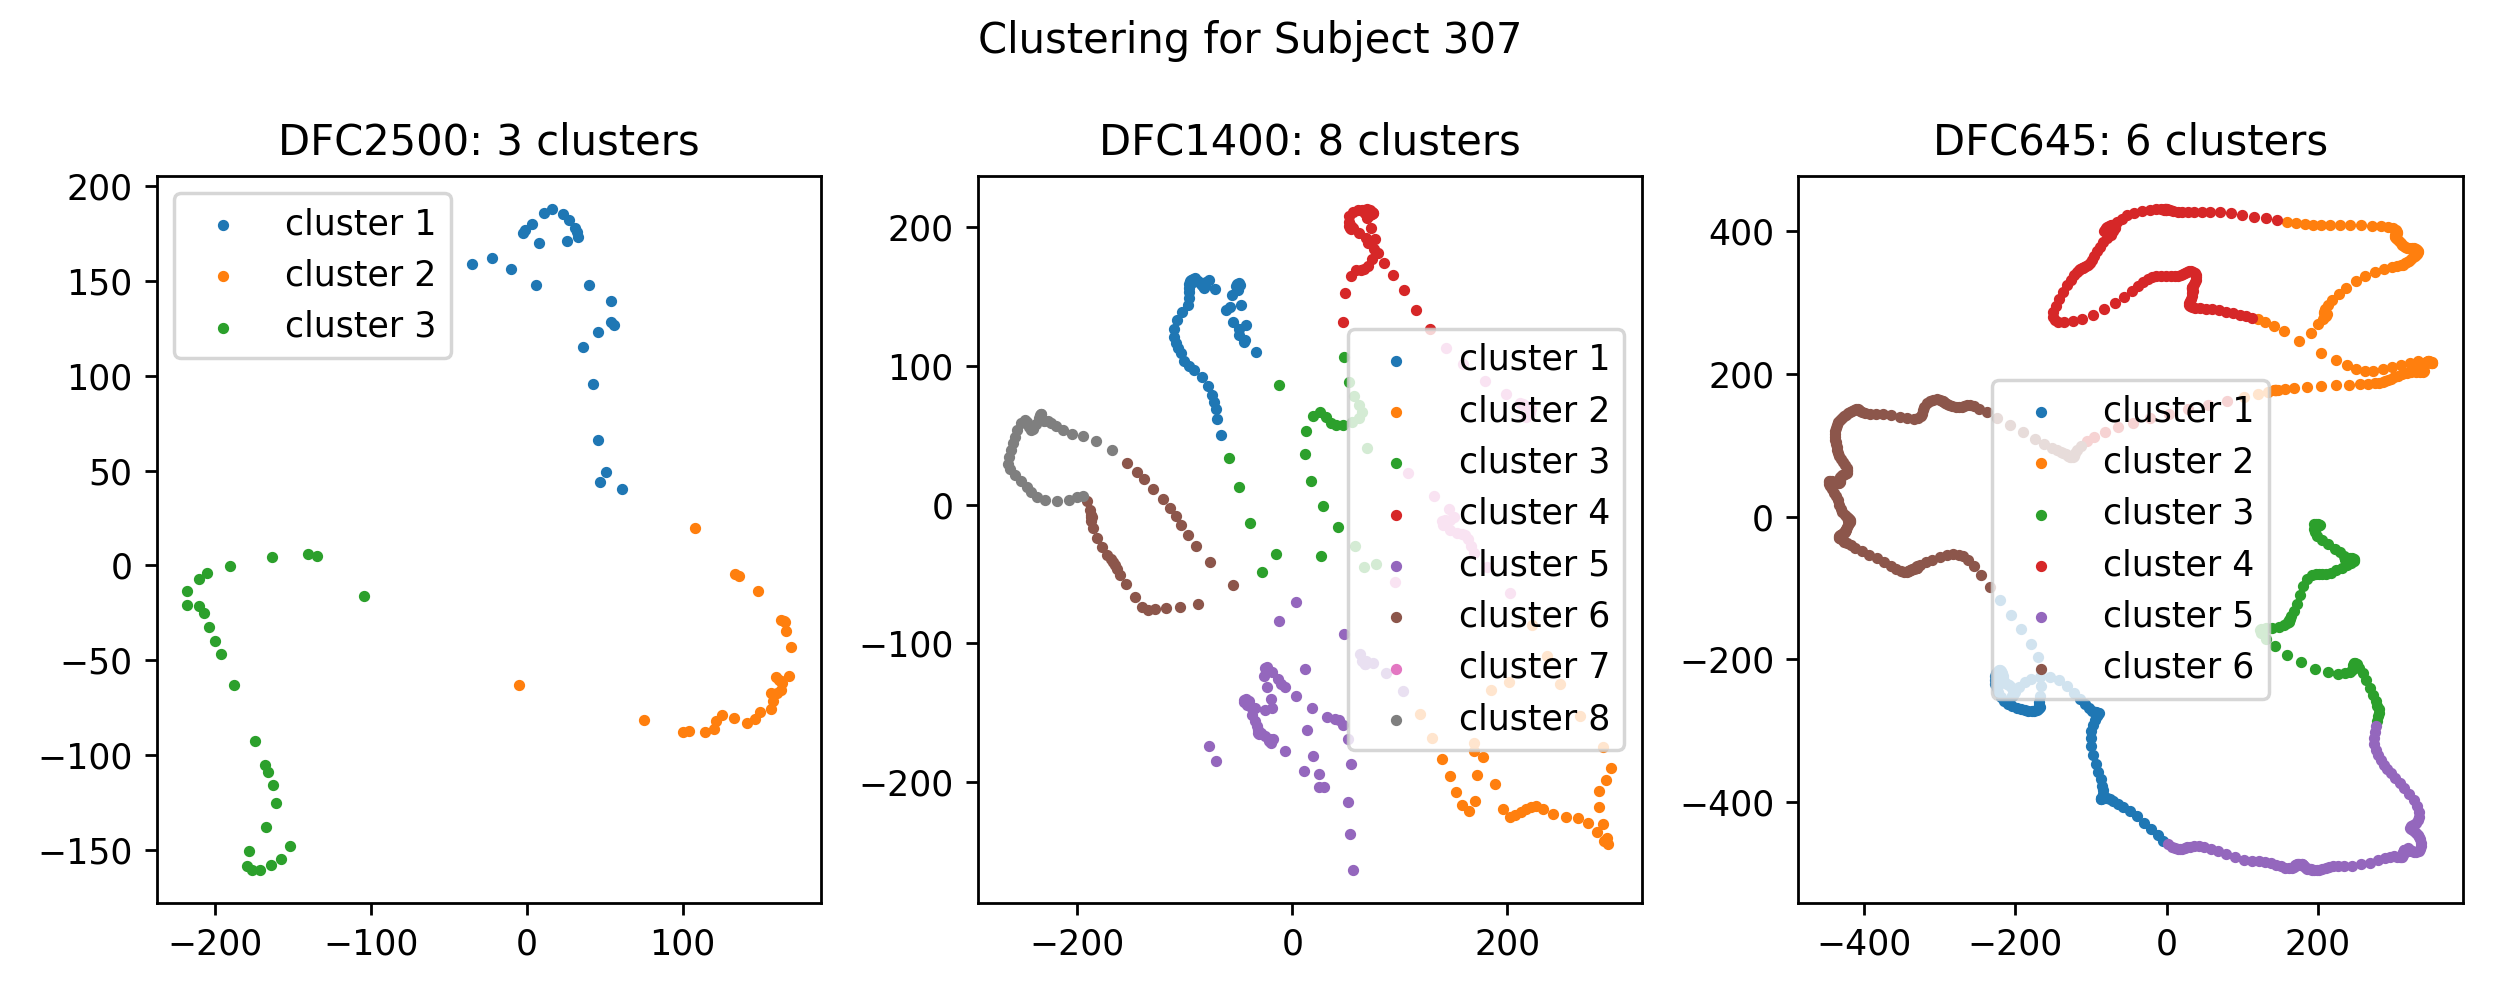 Clustering for Subject 307
DFC2500: 3 clusters
200
150
100
50
0
−50
−100
−150
−200
−100
0
100
cluster 1
cluster 2
cluster 3
DFC1400: 8 clusters
200
100
0
−100
−200
−200
0
200
cluster 1
cluster 2
cluster 3
cluster 4
cluster 5
cluster 6
cluster 7
cluster 8
DFC645: 6 clusters
400
200
0
−200
−400
−400
−200
0
200
cluster 1
cluster 2
cluster 3
cluster 4
cluster 5
cluster 6